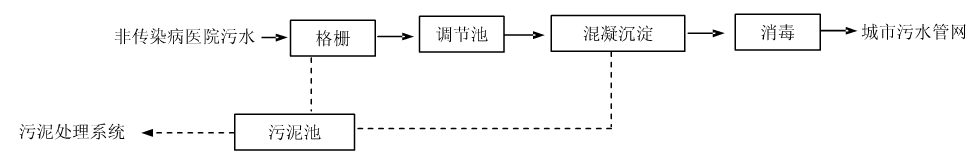 非传染病医院污水
格栅
调节池
混凝沉淀
消毒
城市污水管网
污泥处理系统
污泥池